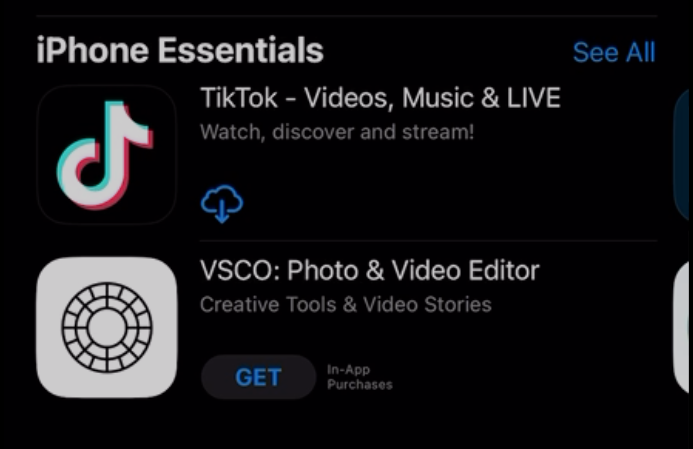 iPhone Essentials
See All
TikTok - Videos, Music & LIVE
Watch, discover and stream!
VSCO: Photo & Video Editor
Creative Tools & Video Stories
GET
In-App
Purchases